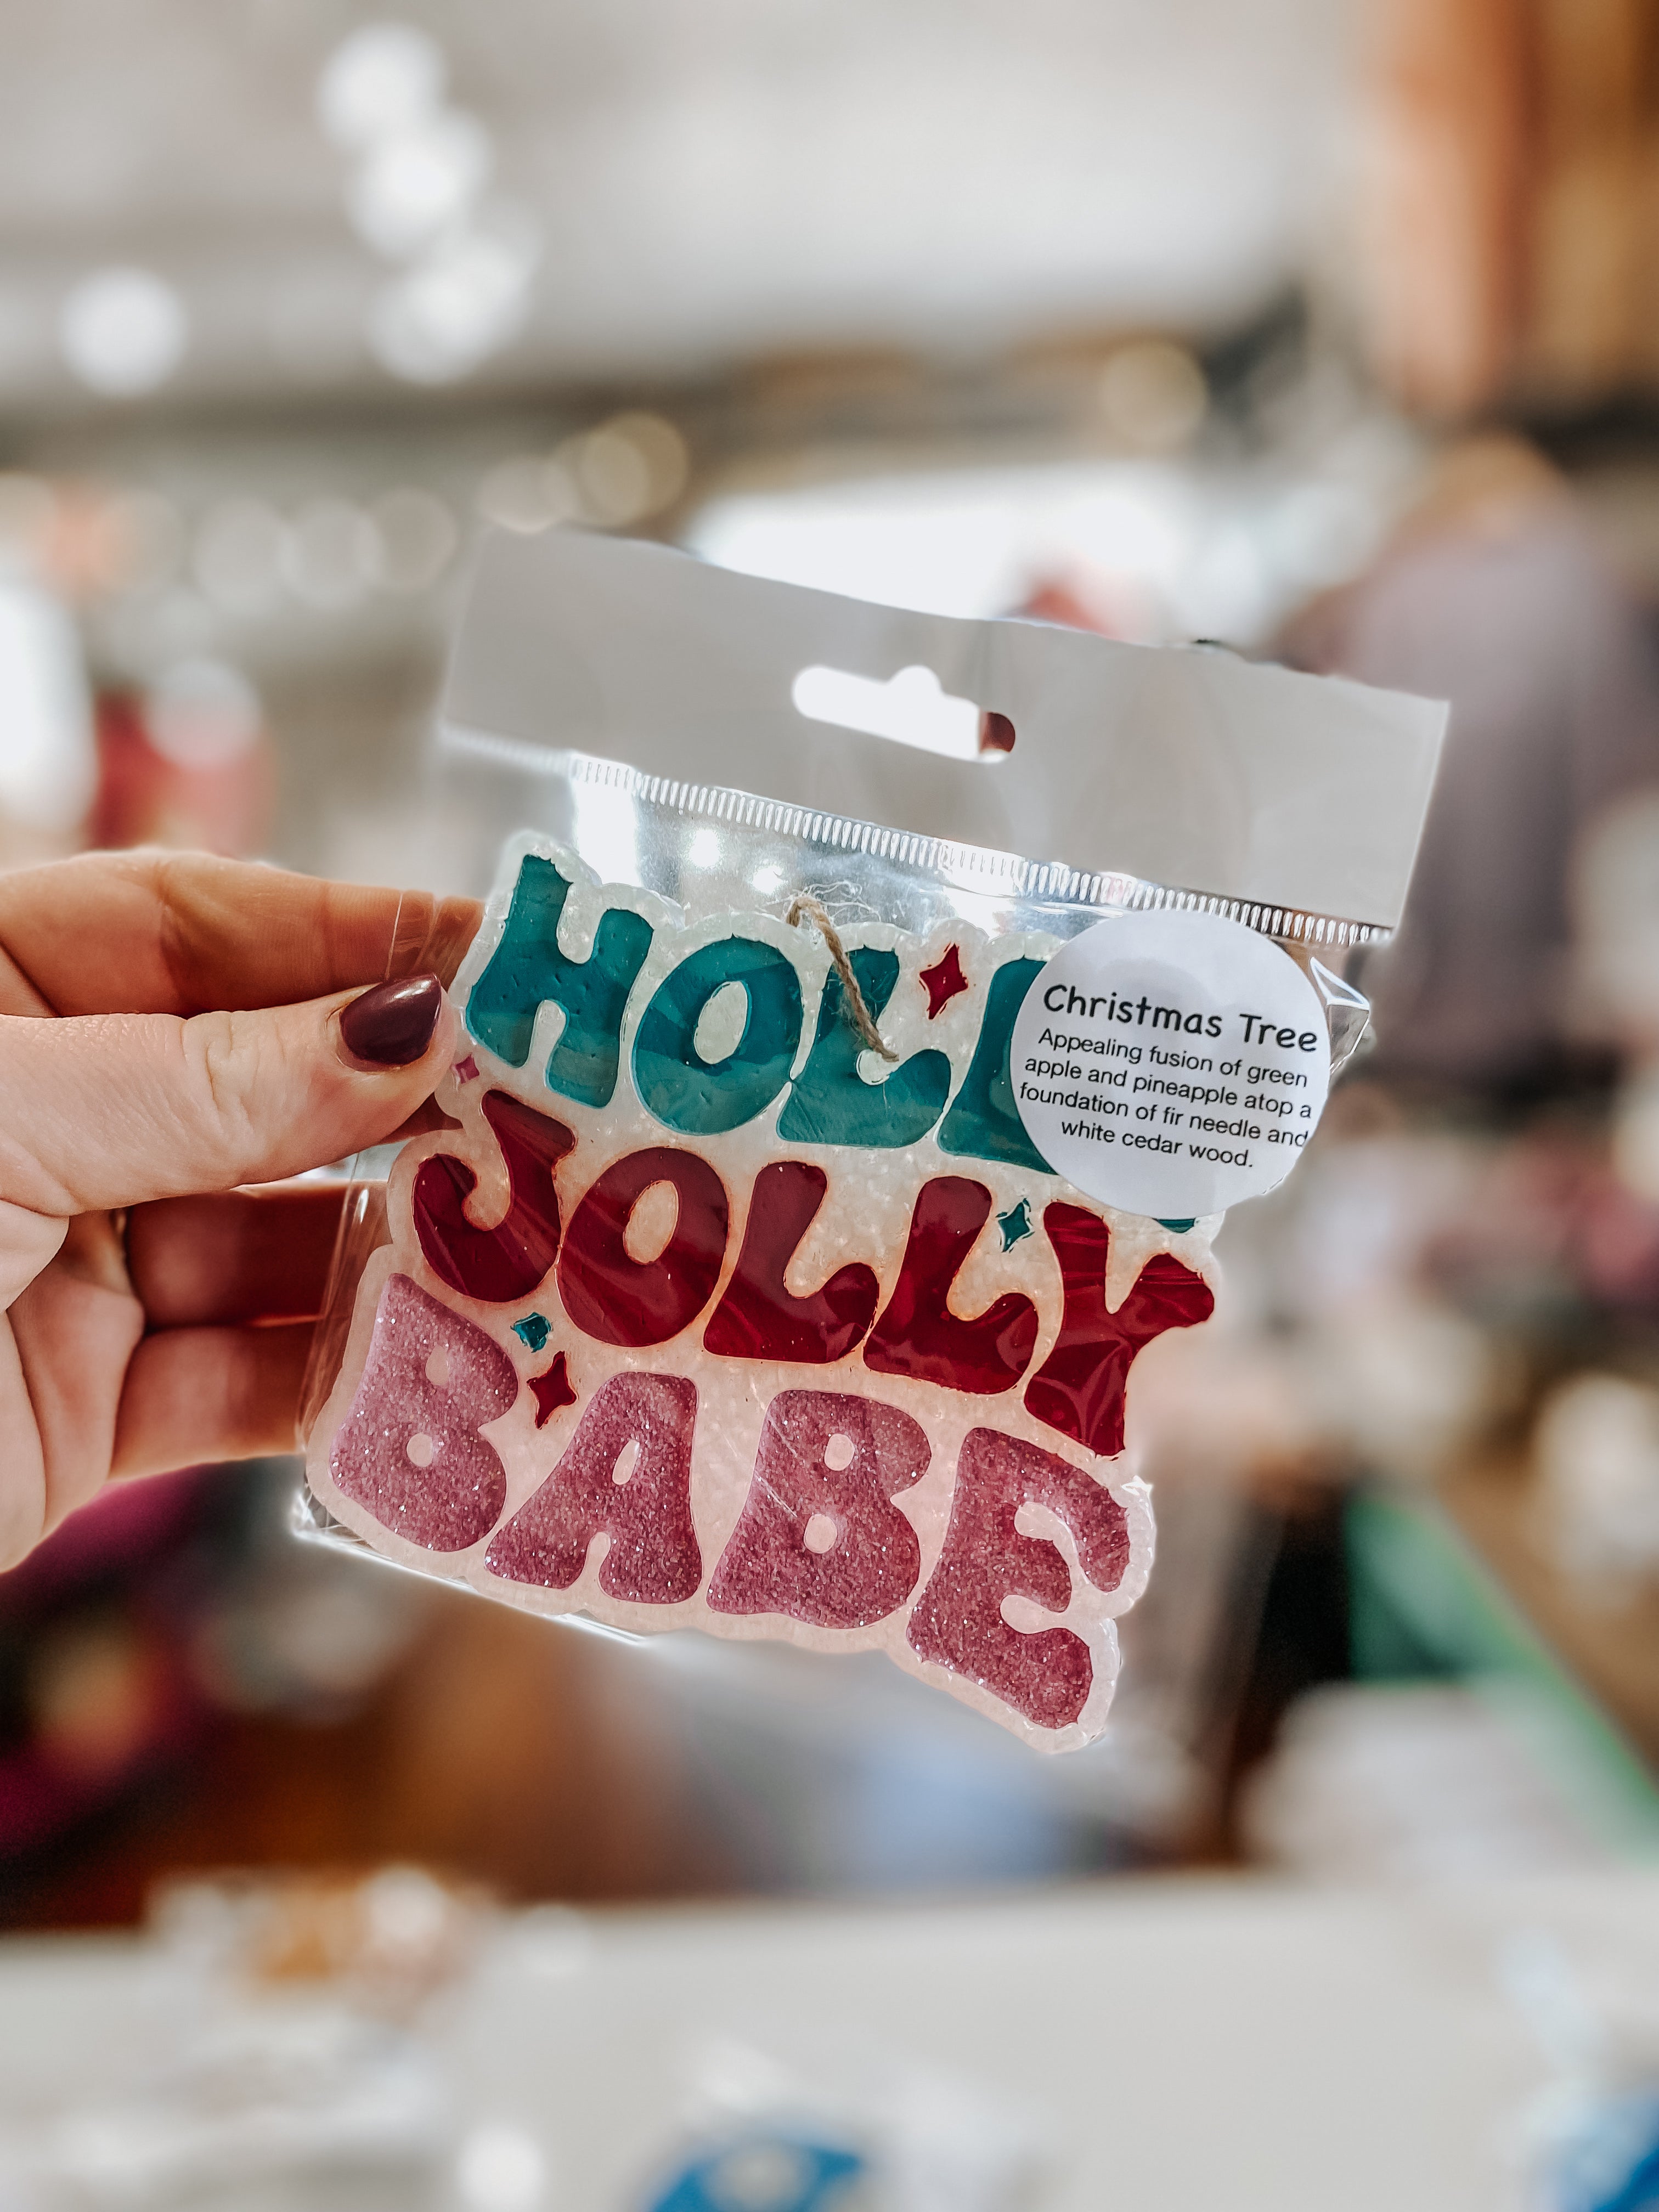 HOLL
JOLLY
BABE
Christmas Tree
Appealing fusion of green
apple and pineapple atop a
foundation of fir needle and
white cedar wood.